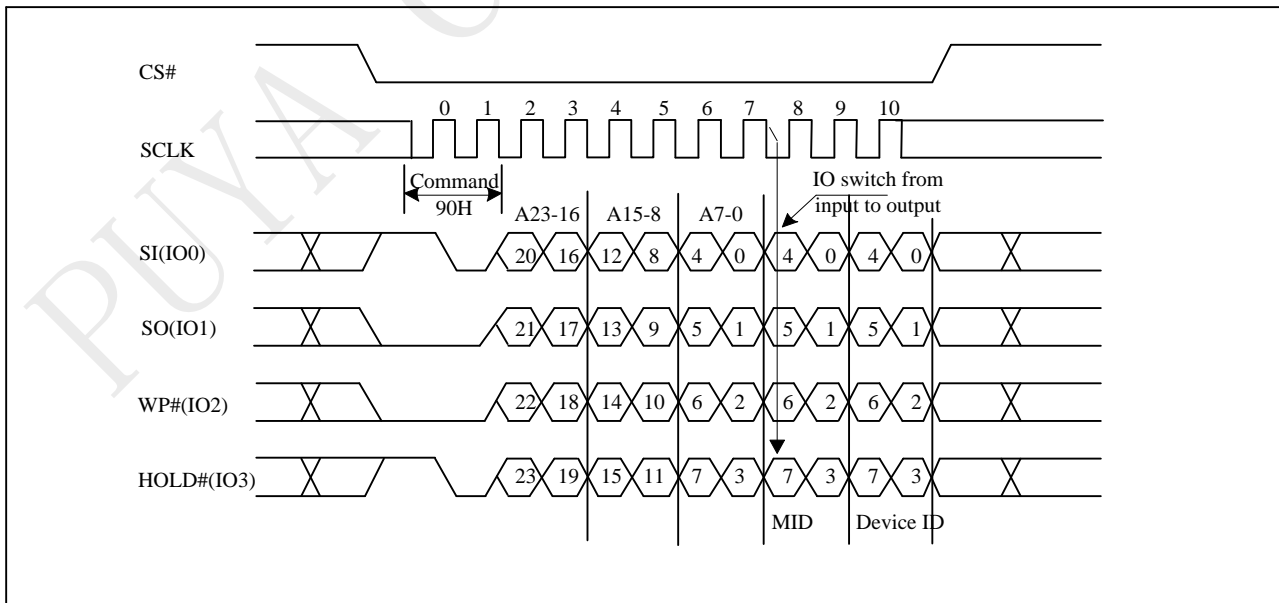 PUYA
CS#
0 1 2 3 4 5 6 7 8 9 10
SCLK
Command
90H
IO switch from
input to output
A23-16 A15-8 A7-0
SI(IO0)
20 16 12 8 4 0 4 0 4 0
SO(IO1)
21 17 13 9 5 1 5 1 5 1
WP#(IO2)
22 18 14 10 6 2 6 2 6 2
HOLD#(IO3)
23 19 15 11 7 3 7 3 7 3
MID Device ID